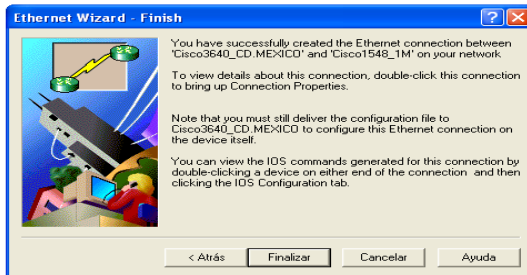 Ethernet Wizard - Finish
You have successfully created the Ethernet connection between
'Cisco3640_CD.MEXICO' and 'Cisco1548_1M' on your network
To view details about this connection, double-click this connection
to bring up Connection Properties.
Note that you must still deliver the configuration file to
Cisco3640_CD.MEXICO to configure this Ethernet connection on
the device itself.
You can view the IOS commands generated for this connection by
double-clicking a device on either end of the connection and then
clicking the IOS Configuration tab.
< Atrás
Finalizar
Cancelar
Ayuda